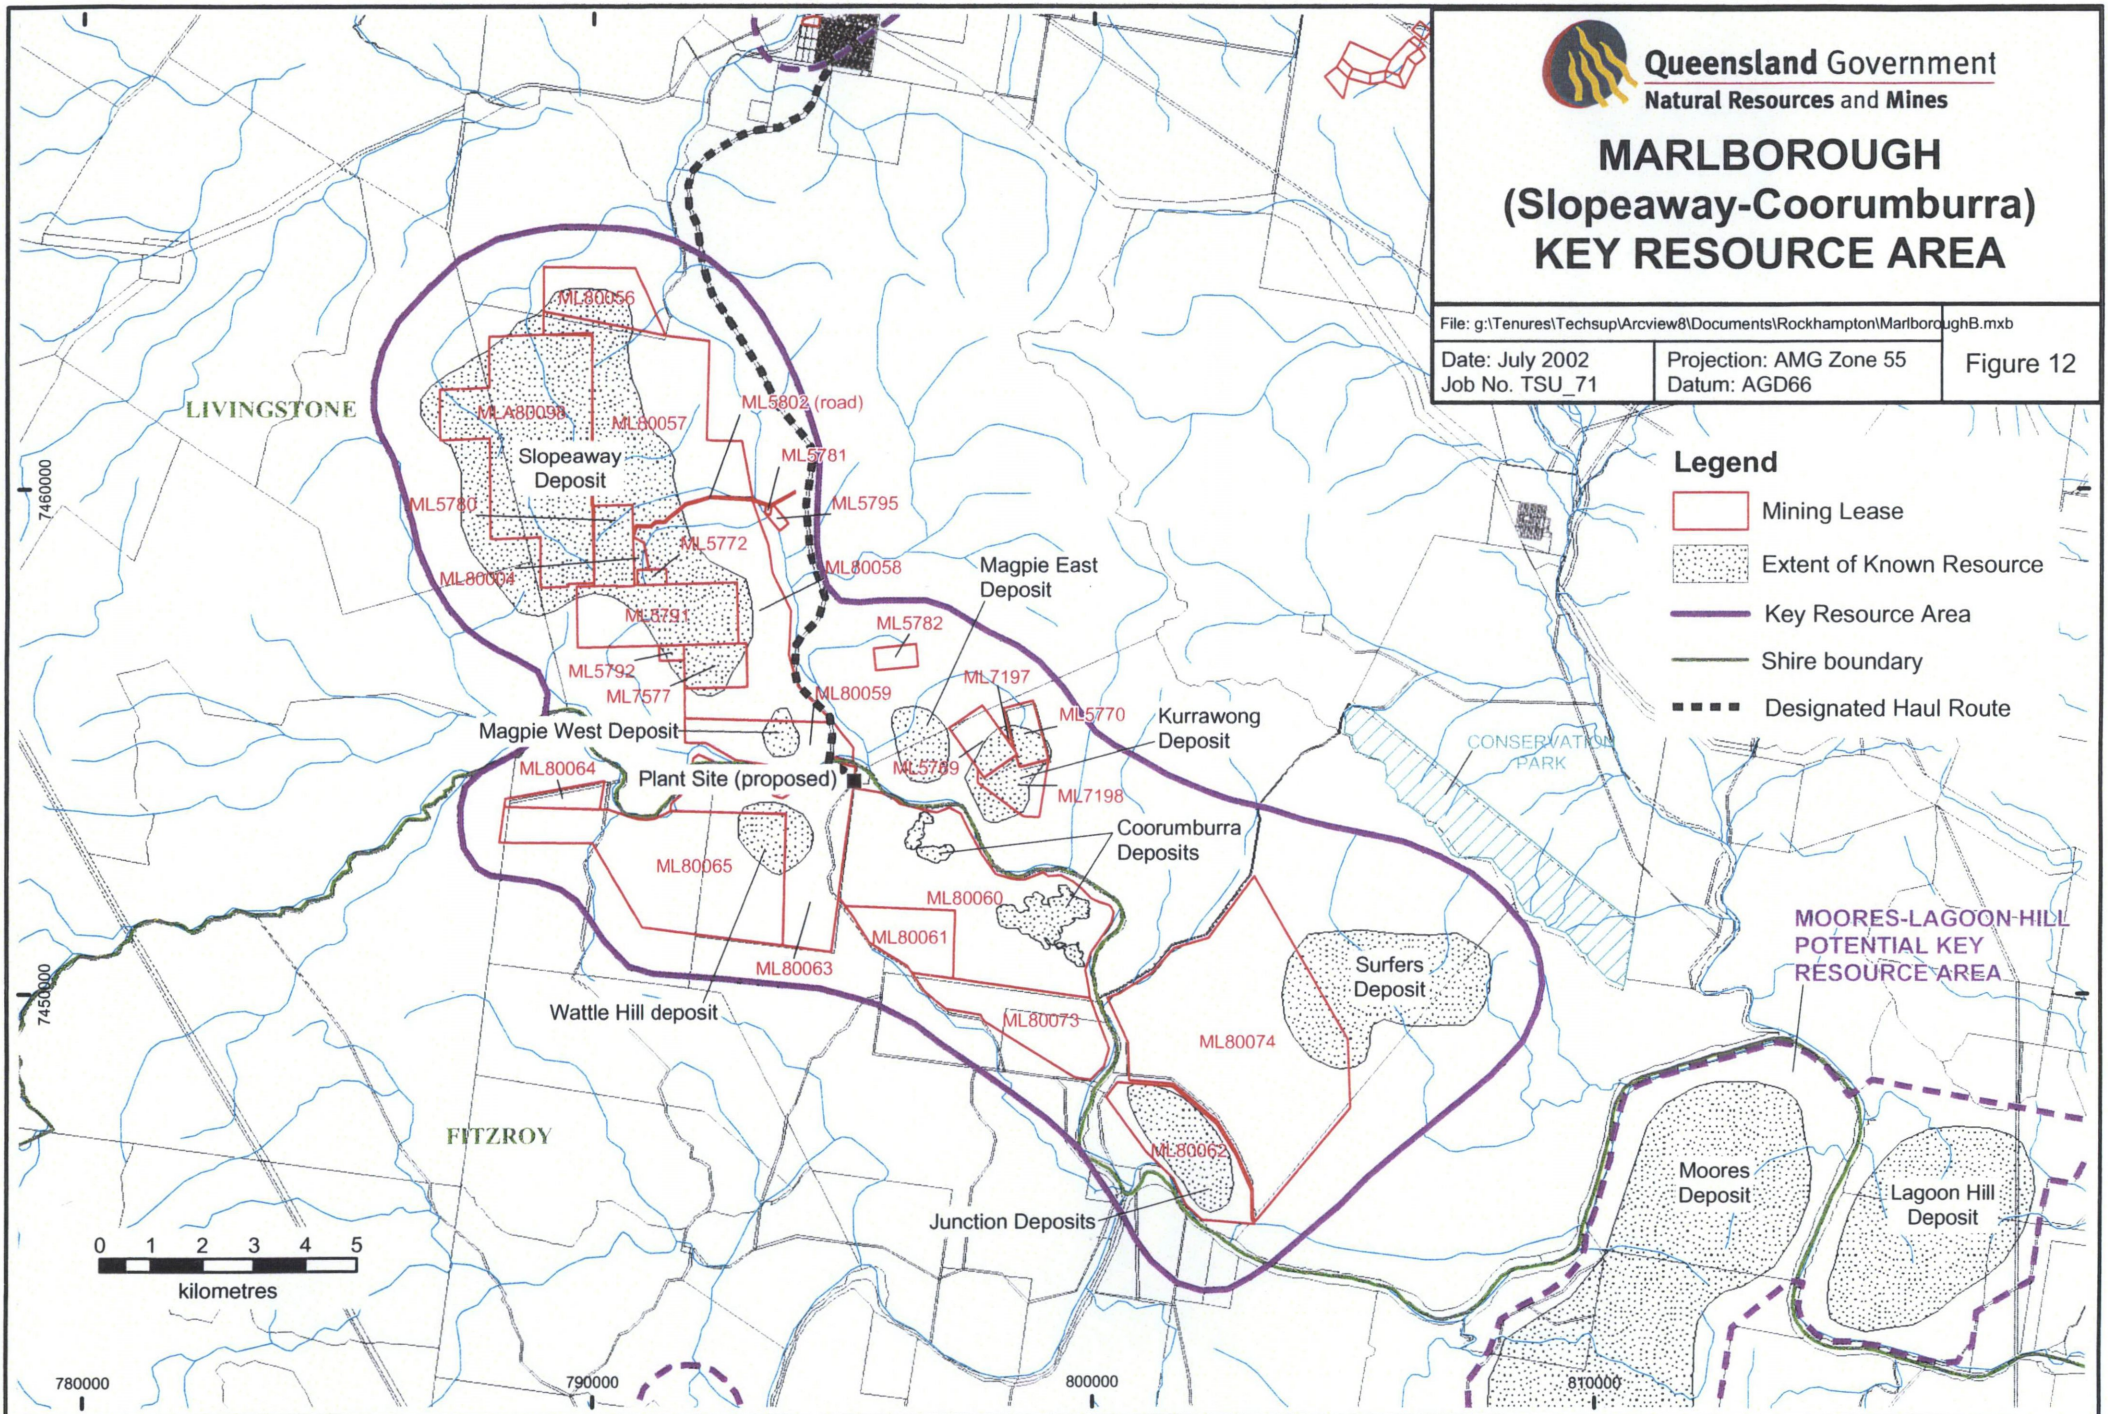 Queensland Government
Natural Resources and Mines
MARLBOROUGH
(Slopeaway-Coorumburra)
KEY RESOURCE AREA
File: g:\Tenures\Techsup\Arcview8\Documents\Rockhampton\MarlboroughB.mxb
Date: July 2002
Job No. TSU_71
Projection: AMG Zone 55
Datum: AGD66
Figure 12
Legend
Mining Lease
Extent of Known Resource
Key Resource Area
Shire boundary
Designated Haul Route
ML80056
LIVINGSTONE
MLA80098
ML80057
ML5802 (road)
Slopeaway
Deposit
ML5781
7460000
ML5780
ML5795
ML5772
ML80004
ML80058
Magpie East
Deposit
ML5791
ML5782
ML5792
ML7577
ML80059
ML7197
ML5770
Kurrawong
Deposit
Magpie West Deposit
CONSERVATION
PARK
ML80064
Plant Site (proposed)
ML5789
ML7198
Coorumburra
Deposits
ML80065
ML80060
ML80061
ML80063
MOORES-LAGOON HILL
POTENTIAL KEY
RESOURCE AREA
Surfers
Deposit
7450000
Wattle Hill deposit
ML80073
ML80074
FITZROY
ML80062
Moores
Deposit
Lagoon Hill
Deposit
Junction Deposits
0 1 2 3 4 5
kilometres
780000
790000
800000
810000